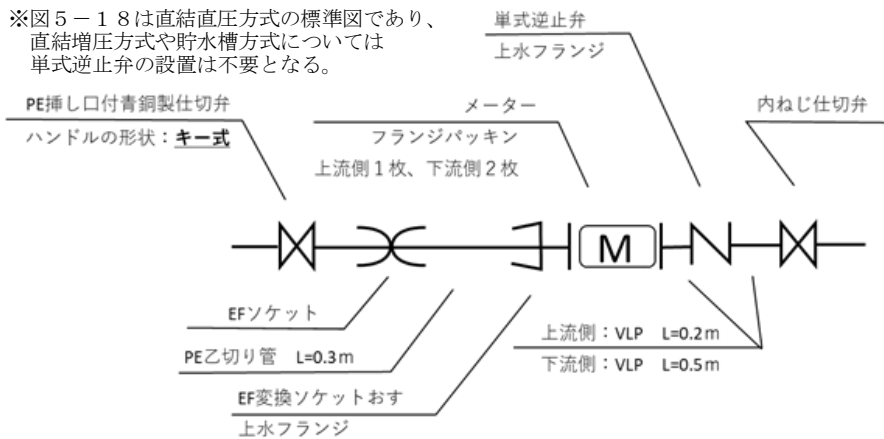 ※図５－１８は直結直圧方式の標準図であり、
直結増圧方式や貯水槽方式については
単式逆止弁の設置は不要となる。
単式逆止弁
上水フランジ
PE挿し口付青銅製仕切弁
ハンドルの形状：キー式
メーター
フランジパッキン
上流側１枚、下流側２枚
内ねじ仕切弁
M
EFソケット
PE乙切り管　L=0.3m
EF変換ソケットおす
上水フランジ
上流側：VLP　L=0.2m
下流側：VLP　L=0.5m